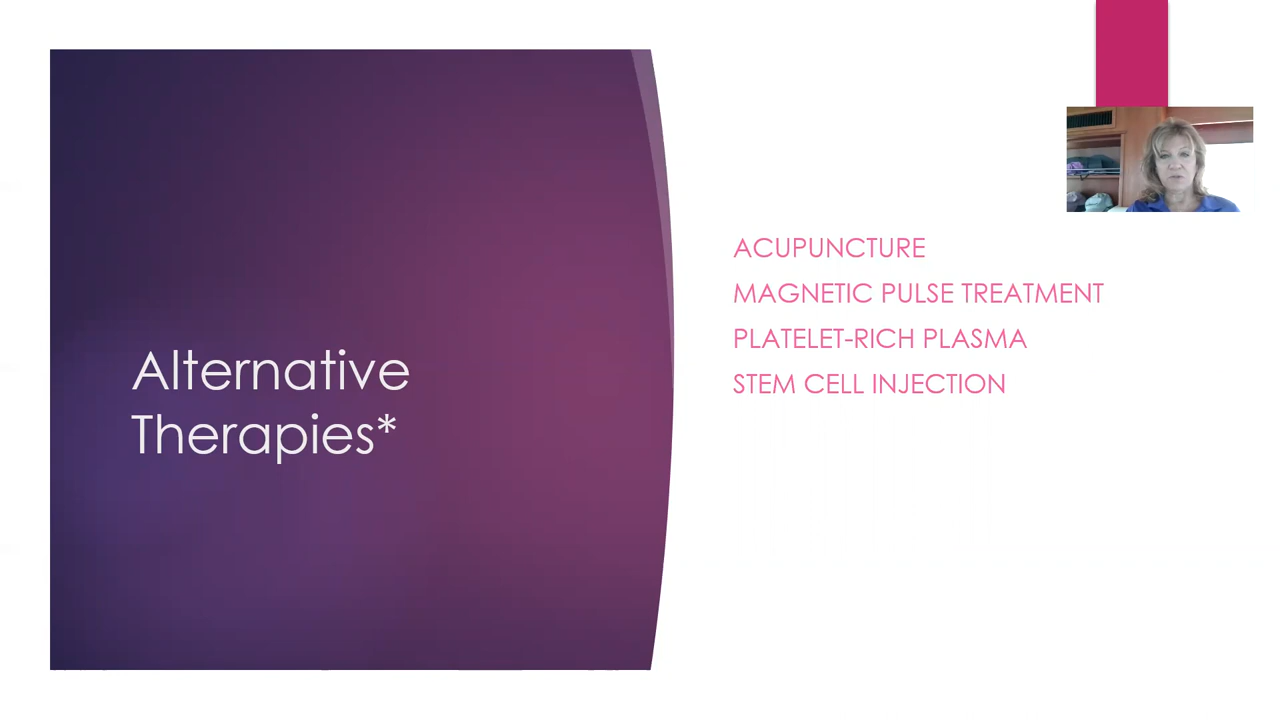 Alternative
Therapies*
ACUPUNCTURE
MAGNETIC PULSE TREATMENT
PLATELET-RICH PLASMA
STEM CELL INJECTION